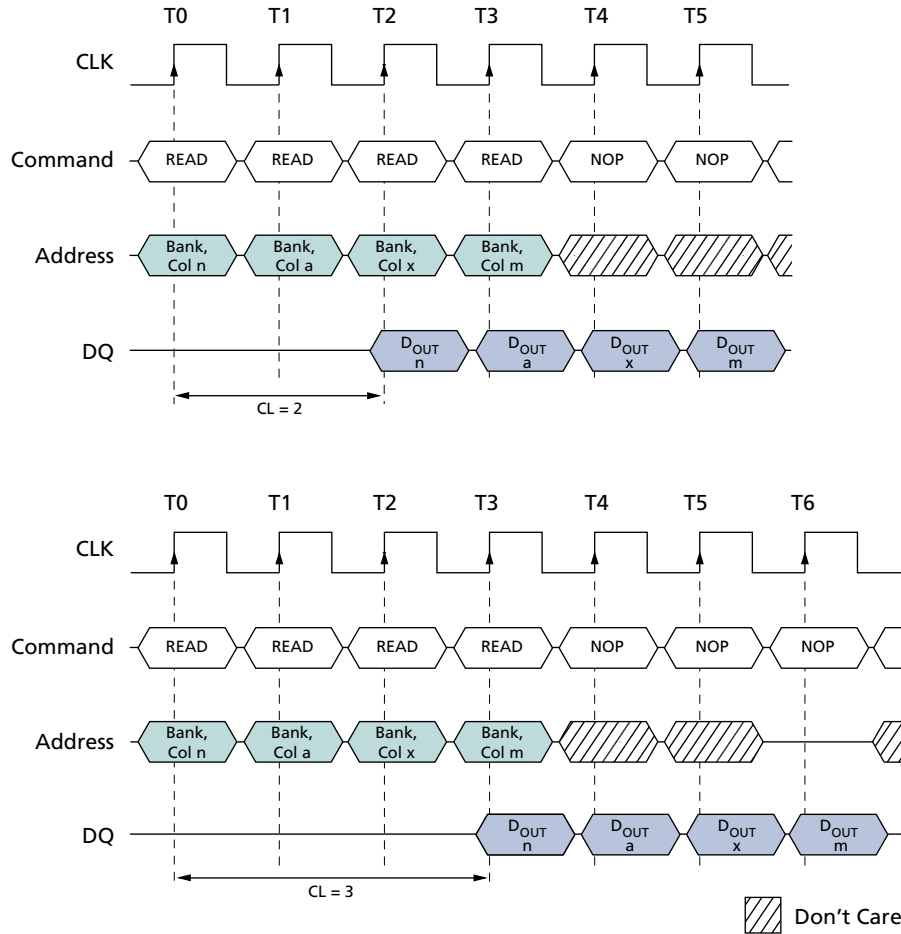 T0 T1 T2 T3 T4 T5
CLK
Command READ READ READ READ NOP NOP
Address Bank, Col n Bank, Col a Bank, Col x Bank, Col m
DQ DOUT n DOUT a DOUT x DOUT m
CL = 2
T0 T1 T2 T3 T4 T5 T6
CLK
Command READ READ READ READ NOP NOP NOP
Address Bank, Col n Bank, Col a Bank, Col x Bank, Col m
DQ DOUT n DOUT a DOUT x DOUT m
CL = 3
Don't Care